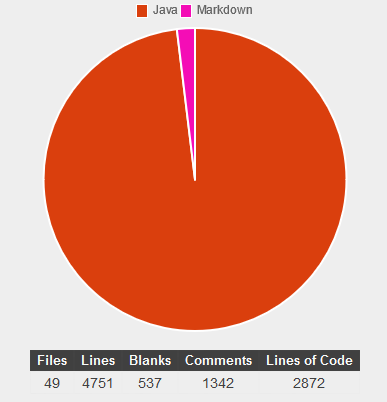 Java Markdown
Files Lines Blanks Comments Lines of Code
49 4751 537 1342 2872